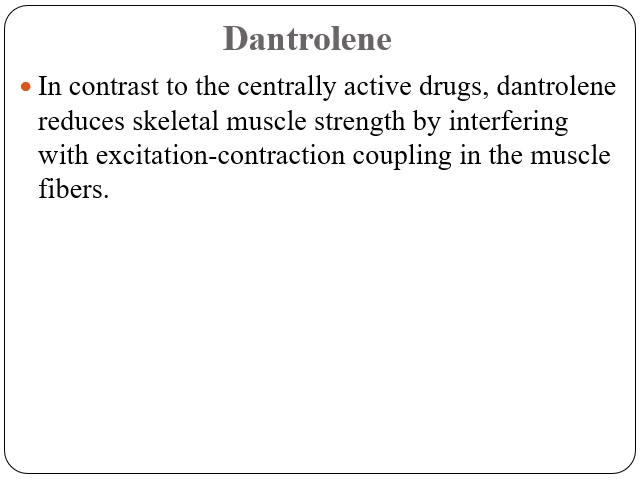 Dantrolene
In contrast to the centrally active drugs, dantrolene
reduces skeletal muscle strength by interfering
with excitation-contraction coupling in the muscle
fibers.